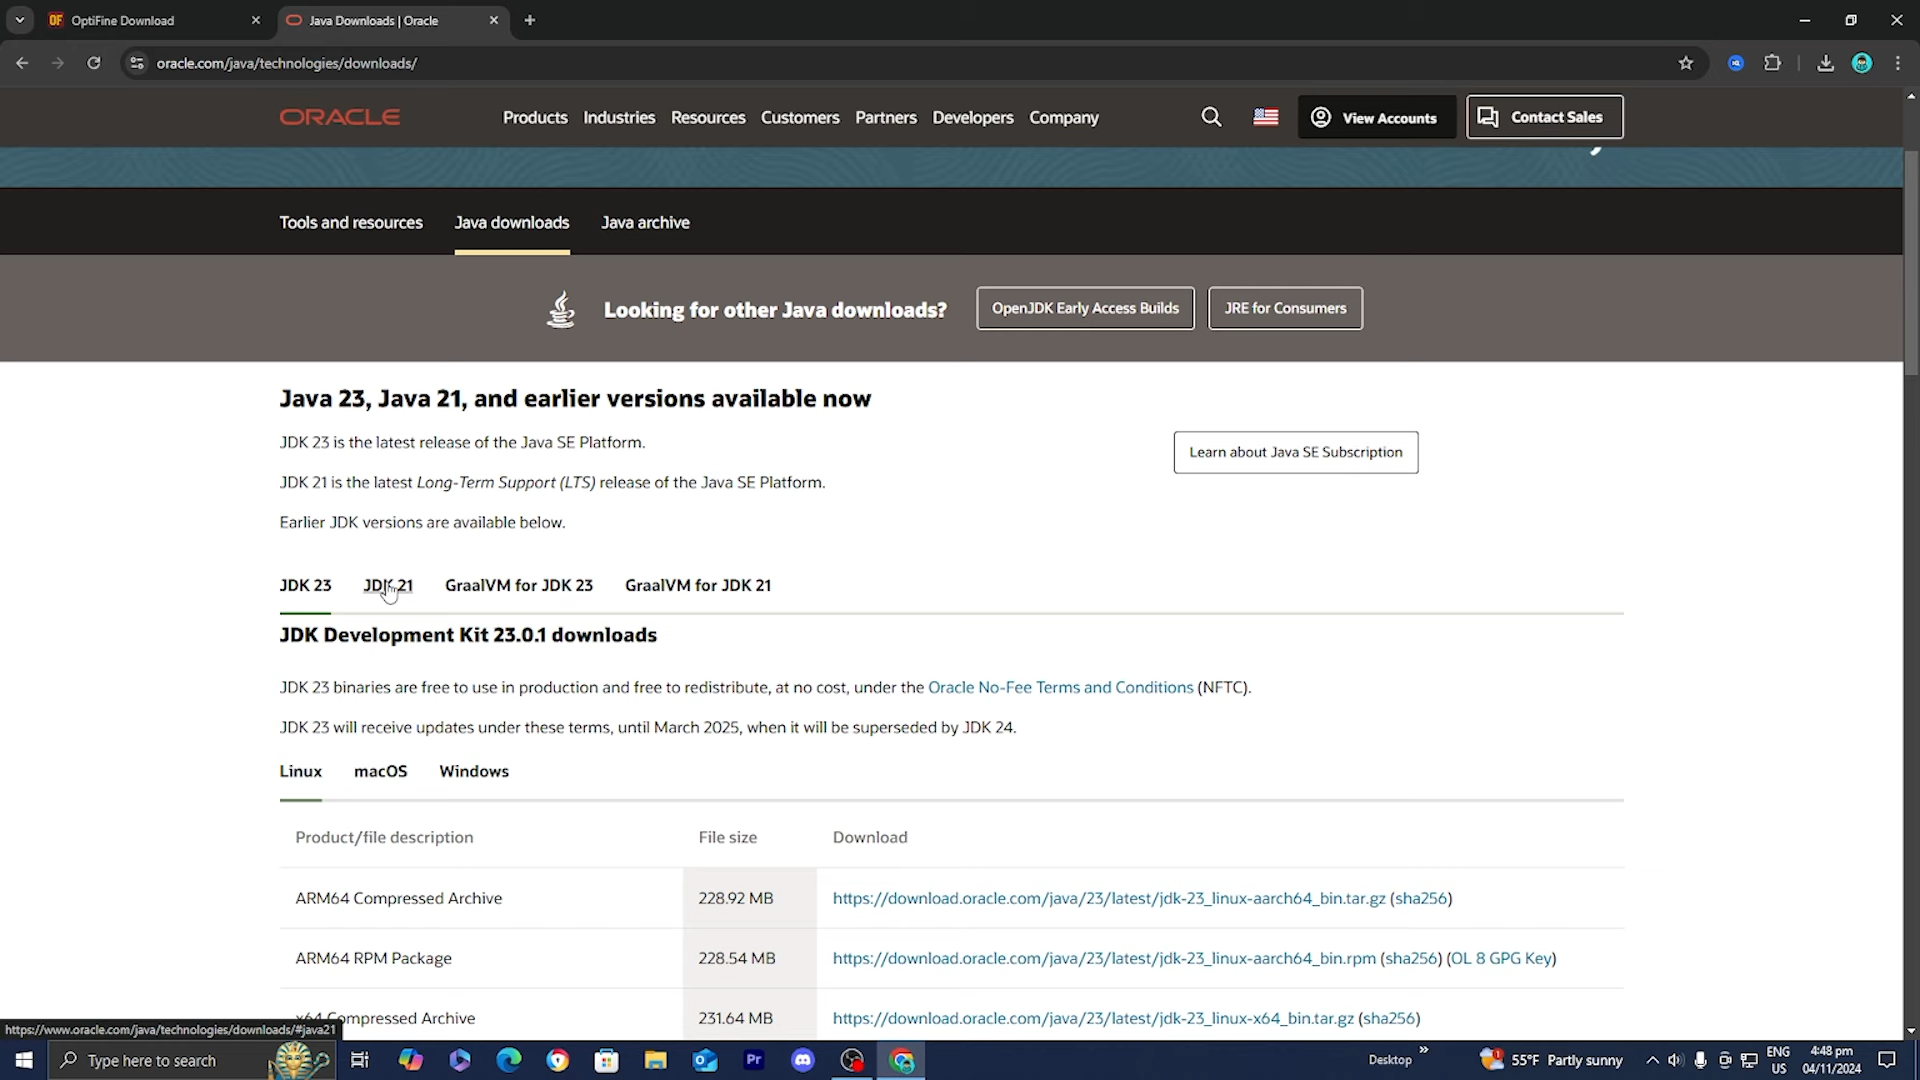 OptiFine Download
Java Downloads | Oracle
oracle.com/java/technologies/downloads/
ORACLE
Products
Industries
Resources
Customers
Partners
Developers
Company
View Accounts
Contact Sales
Tools and resources
Java downloads
Java archive
Looking for other Java downloads?
OpenJDK Early Access Builds
JRE for Consumers
Java 23, Java 21, and earlier versions available now
JDK 23 is the latest release of the Java SE Platform.
Learn about Java SE Subscription
JDK 21 is the latest Long-Term Support (LTS) release of the Java SE Platform.
Earlier JDK versions are available below.
JDK 23
JDK 21
GraalVM for JDK 23
GraalVM for JDK 21
JDK Development Kit 23.0.1 downloads
JDK 23 binaries are free to use in production and free to redistribute, at no cost, under the Oracle No-Fee Terms and Conditions (NFTC).
JDK 23 will receive updates under these terms, until March 2025, when it will be superseded by JDK 24.
Linux
macOS
Windows
Product/file description
File size
Download
ARM64 Compressed Archive
228.92 MB
https://download.oracle.com/java/23/latest/jdk-23_linux-aarch64_bin.tar.gz (sha256)
ARM64 RPM Package
228.54 MB
https://download.oracle.com/java/23/latest/jdk-23_linux-aarch64_bin.rpm (sha256) (OL 8 GPG Key)
x64 Compressed Archive
231.64 MB
https://download.oracle.com/java/23/latest/jdk-23_linux-x64_bin.tar.gz (sha256)
https://www.oracle.com/java/technologies/downloads/#java21
Type here to search
Pr
Desktop
55°F Partly sunny
ENG
US
4:48 pm
04/11/2024